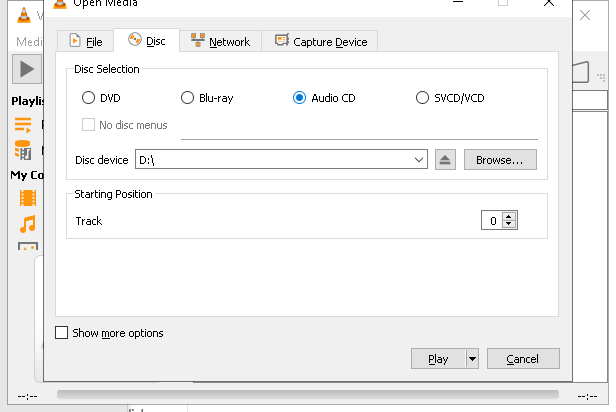 Open Media
Medi
File
Disc
Network
Capture Device
Disc Selection
DVD
Blu-ray
Audio CD
SVCD/VCD
No disc menus
Playlis
Disc device
D:\
Browse...
My Co
Starting Position
Track
0
Show more options
Play
Cancel
--:--
--:--